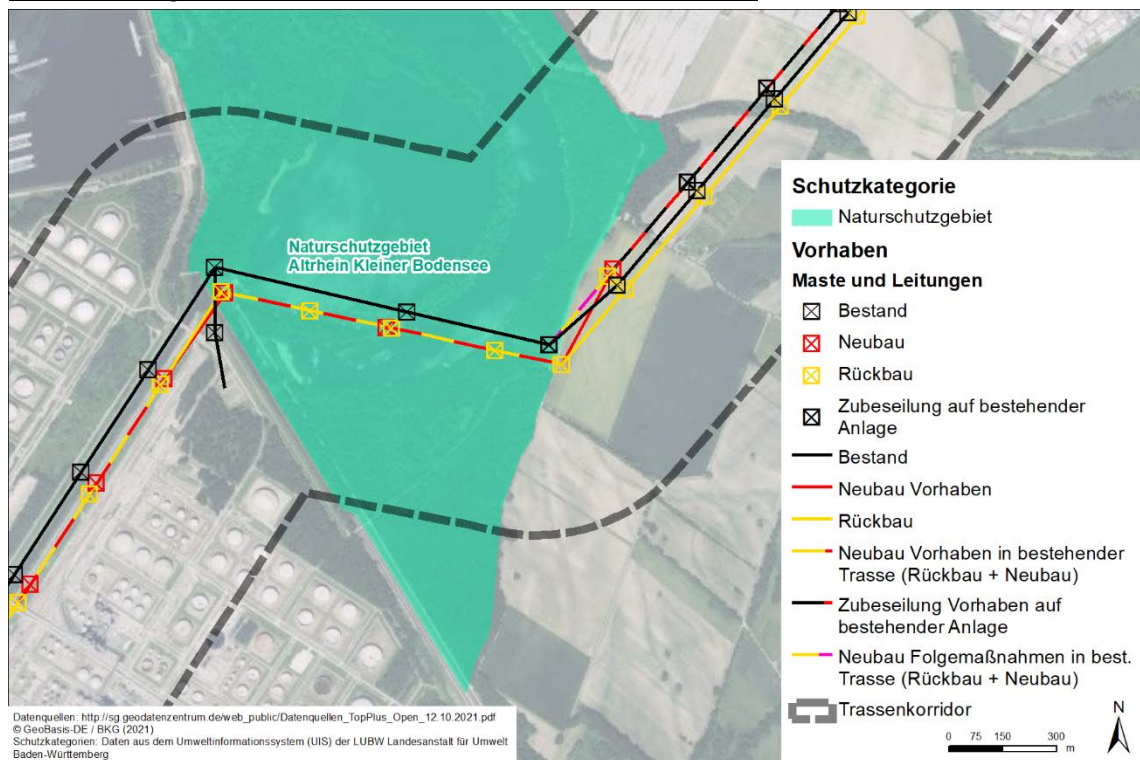 Naturschutzgebiet
Altrhein Kleiner Bodensee
Schutzkategorie
Naturschutzgebiet
Vorhaben
Maste und Leitungen
Bestand
Neubau
Rückbau
Zubeseilung auf bestehender
Anlage
Bestand
Neubau Vorhaben
Rückbau
Neubau Vorhaben in bestehender
Trasse (Rückbau + Neubau)
Zubeseilung Vorhaben auf
bestehender Anlage
Neubau Folgemaßnahmen in best.
Trasse (Rückbau + Neubau)
Trassenkorridor
N
0 75 150 300
m
Datenquellen: http://sg.geodatenzentrum.de/web_public/Datenquellen_TopPlus_Open_12.10.2021.pdf
© GeoBasis-DE / BKG (2021)
Schutzkategorien: Daten aus dem Umweltinformationssystem (UIS) der LUBW Landesanstalt für Umwelt
Baden-Württemberg